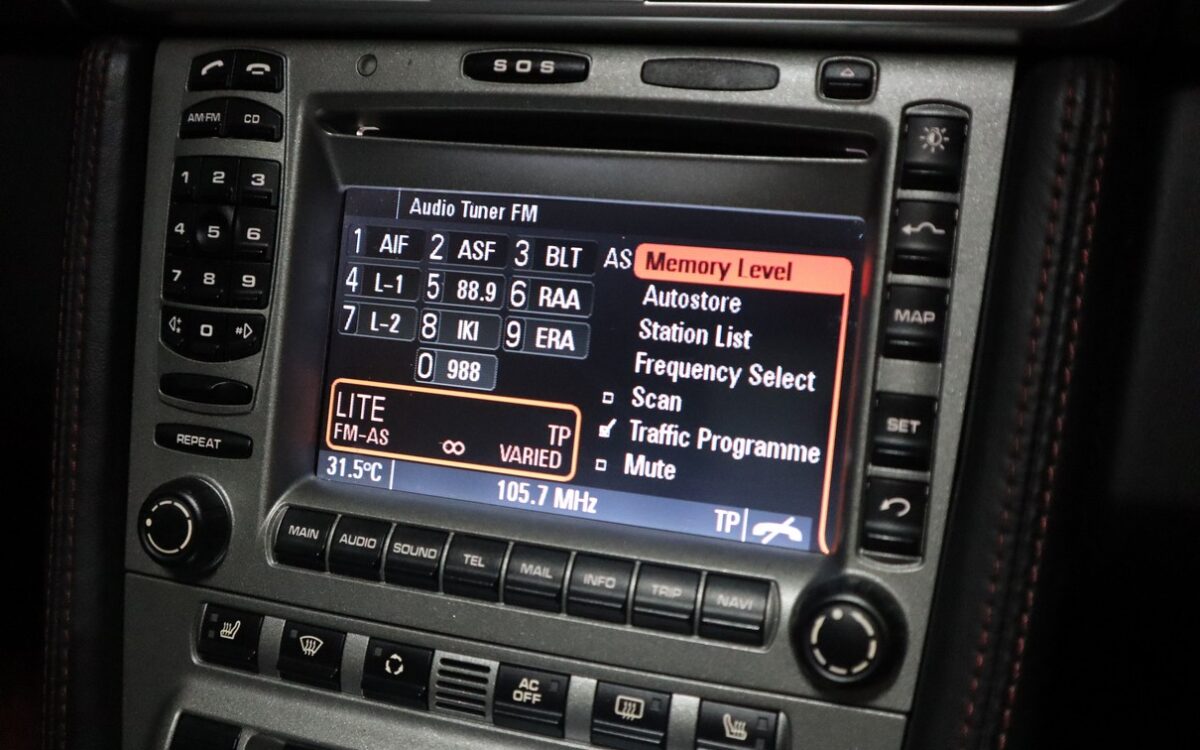 SOS
AM·FM CD
1 2 3
4 5 6
7 8 9
* 0 #
REPEAT
Audio Tuner FM
1 AIF 2 ASF 3 BLT AS
4 L-1 5 88.9 6 RAA
7 L-2 8 IKI 9 ERA
0 988
LITE
FM-AS ∞ TP
VARIED
Memory Level
Autostore
Station List
Frequency Select
Scan
Traffic Programme
Mute
31.5°C 105.7 MHz TP
MAP
SET
MAIN AUDIO SOUND TEL MAIL INFO TRIP NAVI
AC
OFF